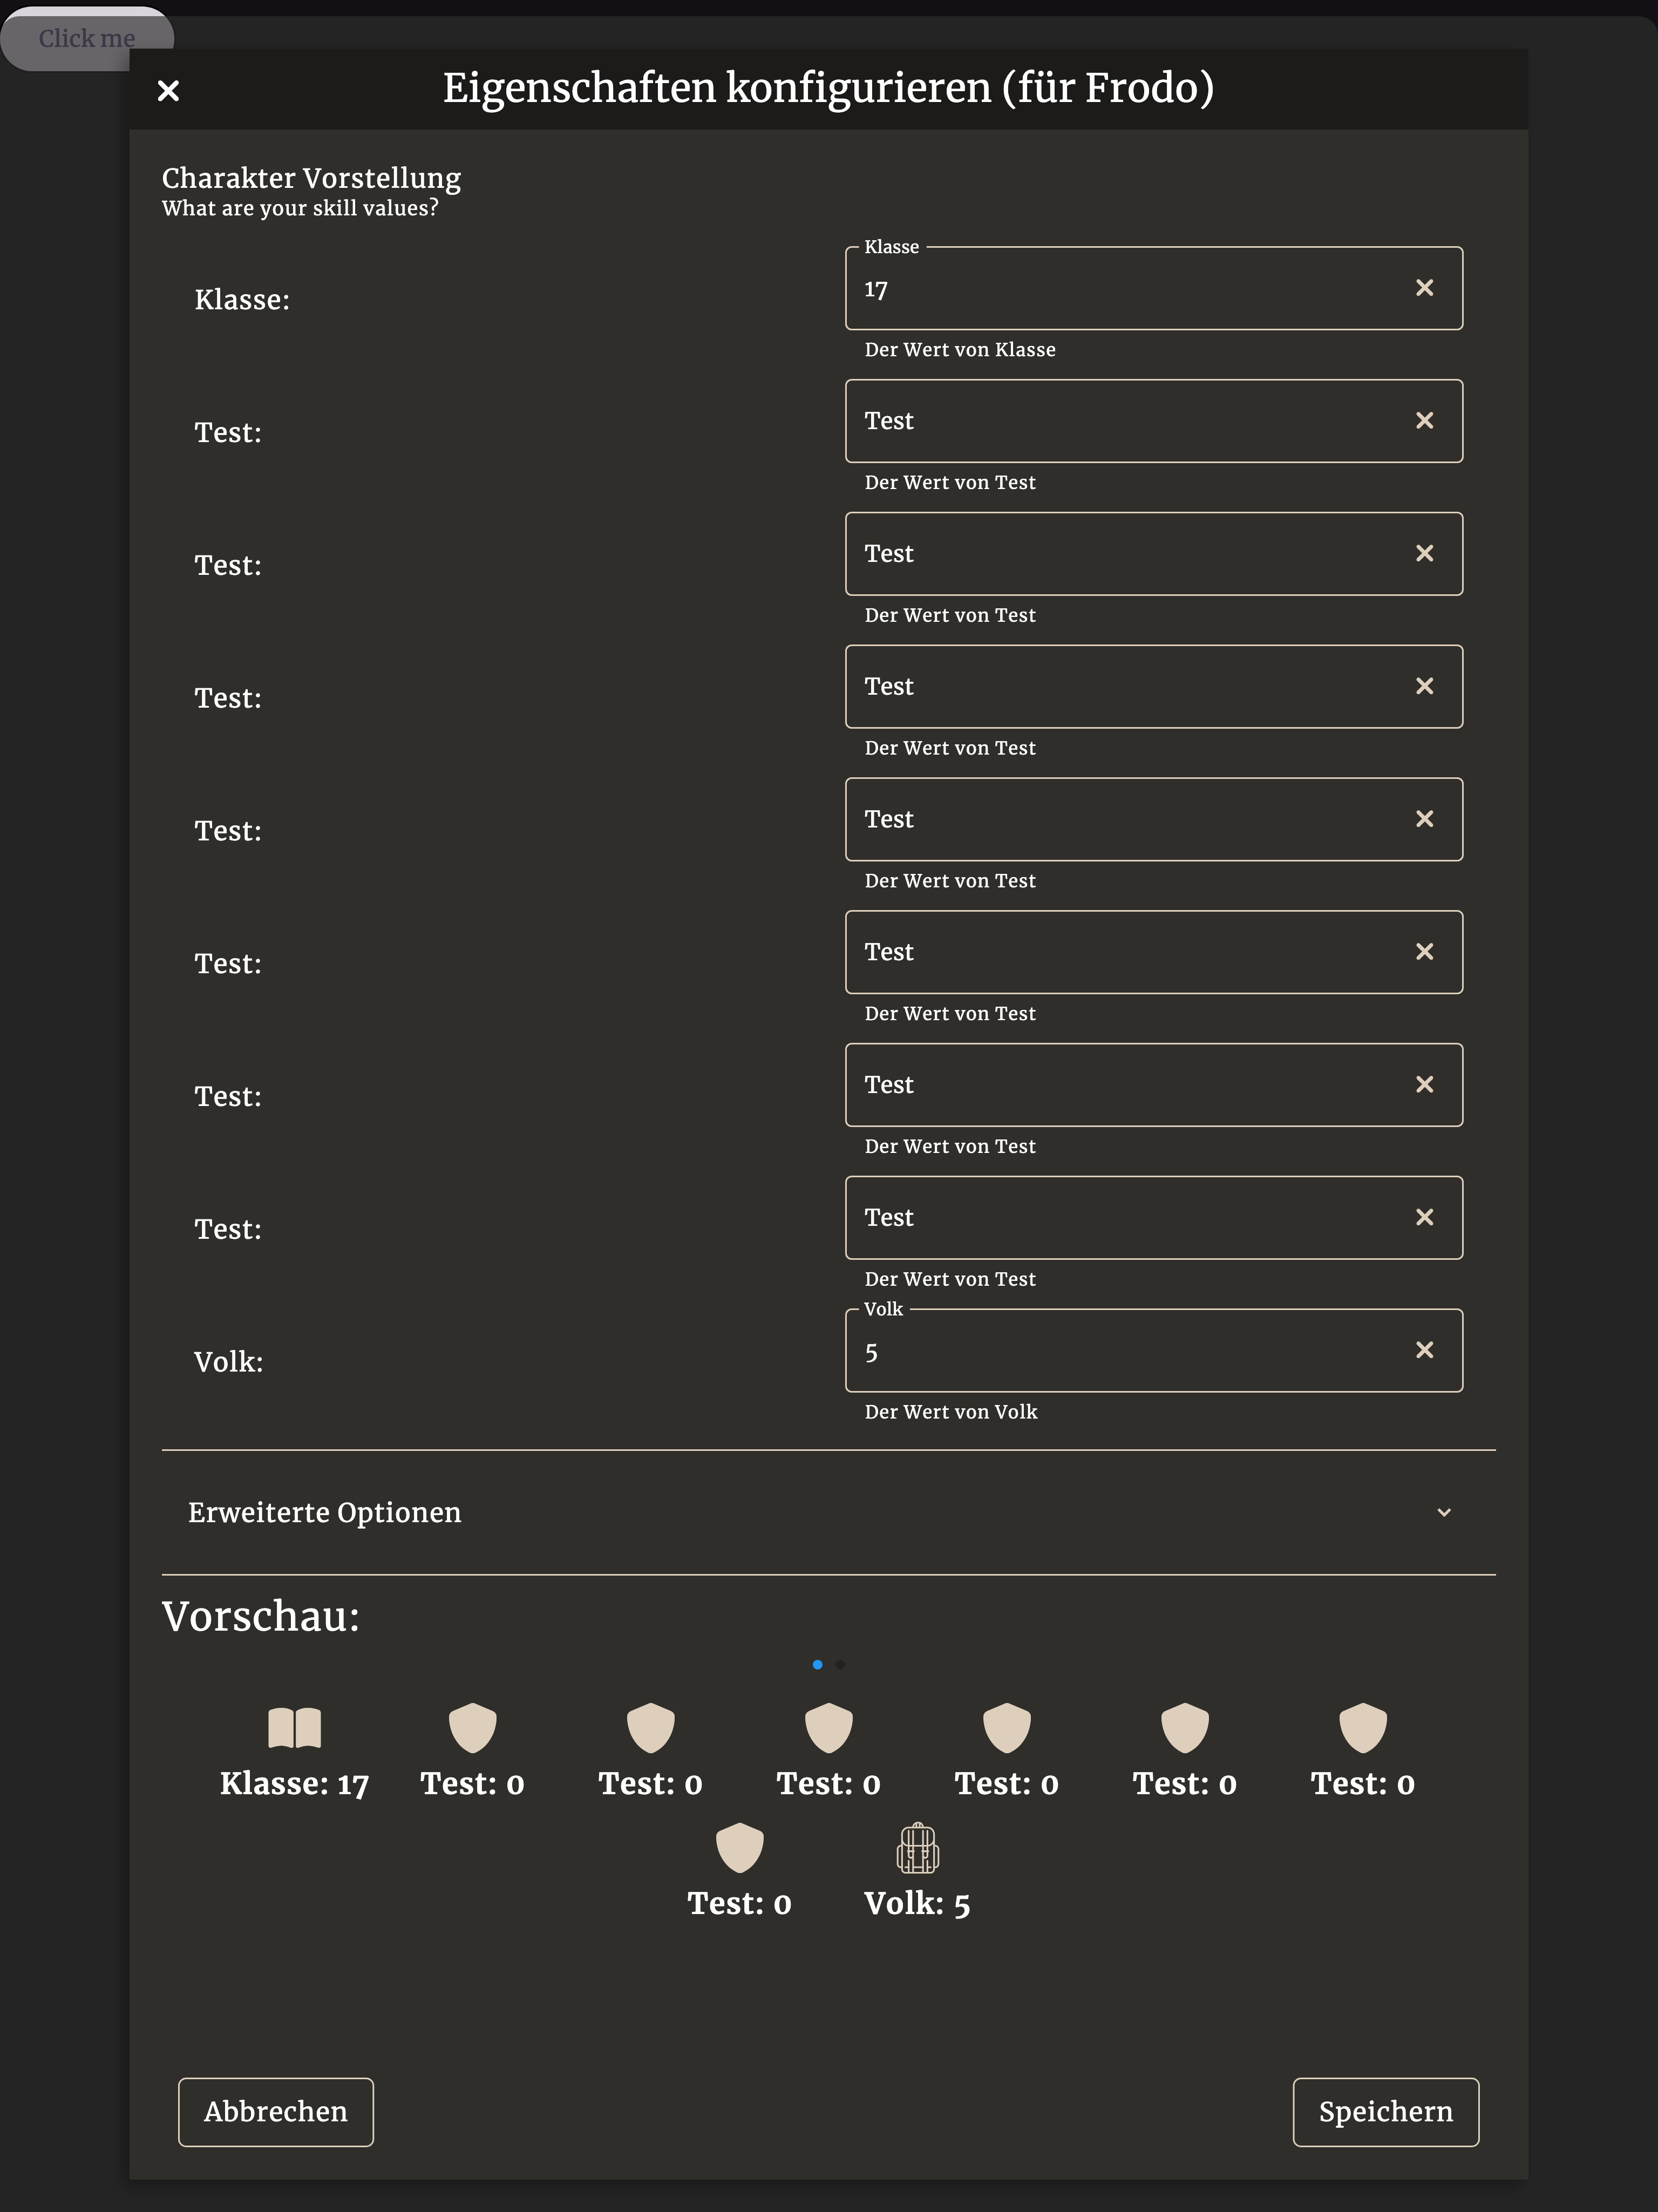 Click me
Eigenschaften konfigurieren (für Frodo)
Charakter Vorstellung
What are your skill values?
Klasse
Klasse:
17
Der Wert von Klasse
Test:
Test
Der Wert von Test
Test:
Test
Der Wert von Test
Test:
Test
Der Wert von Test
Test:
Test
Der Wert von Test
Test:
Test
Der Wert von Test
Test:
Test
Der Wert von Test
Test:
Test
Der Wert von Test
Volk
Volk:
5
Der Wert von Volk
Erweiterte Optionen
Vorschau:
Klasse: 17 Test: 0 Test: 0 Test: 0 Test: 0 Test: 0 Test: 0
Test: 0 Volk: 5
Abbrechen Speichern